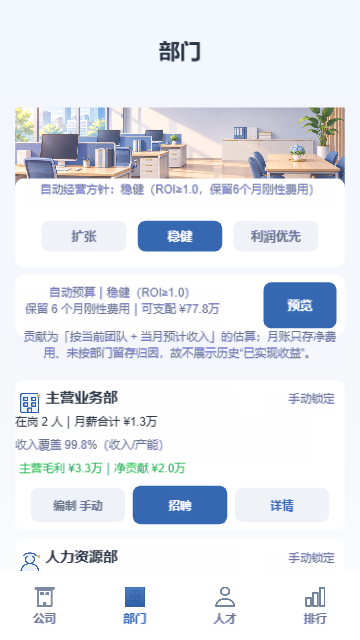 部门
自动经营方针：稳健（ROI≥1.0，保留6个月刚性费用）
扩张
稳健
利润优先
自动预算｜稳健（ROI≥1.0）
保留 6 个月刚性费用｜可支配 ¥77.8万
预览
贡献为「按当前团队 + 当月预计收入」的估算；月账只存净费
用、未按部门留存归因，故不展示历史“已实现收益”。
主营业务部
手动锁定
在岗 2 人｜月薪合计 ¥1.3万
收入覆盖 99.8%（收入/产能）
主营毛利 ¥3.3万｜净贡献 ¥2.0万
编制 手动
招聘
详情
人力资源部
手动锁定
公司
部门
人才
排行